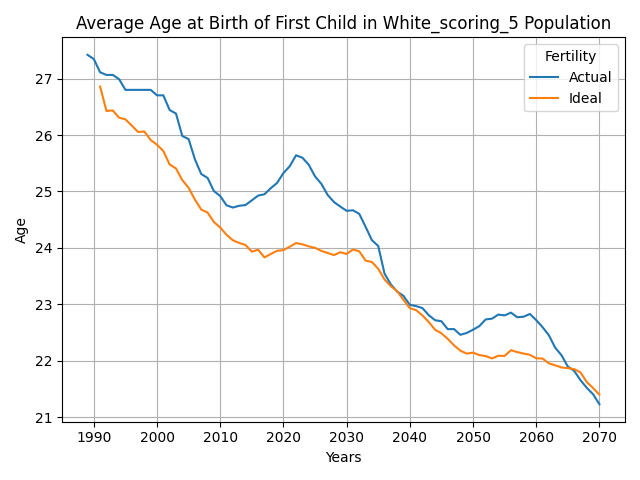 Average Age at Birth of First Child in White_scoring_5 Population
Fertility
Actual
Ideal
Age
27
26
25
24
23
22
21
1990 2000 2010 2020 2030 2040 2050 2060 2070
Years